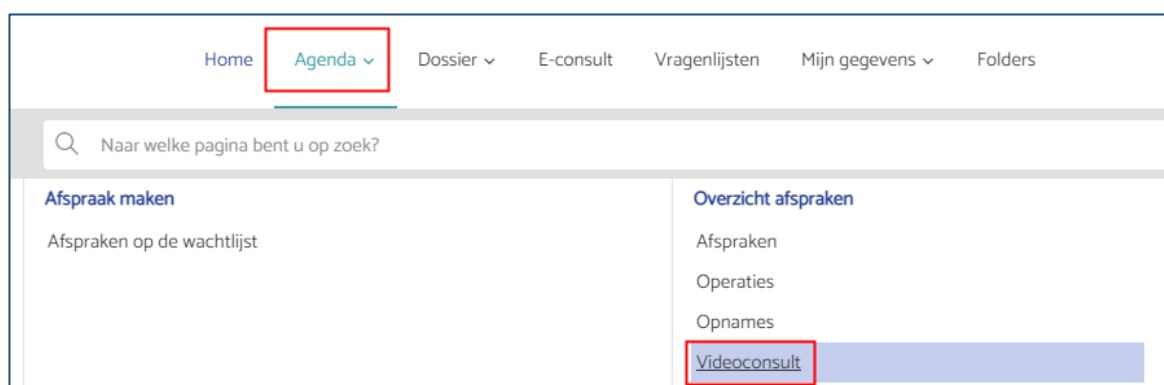 Home Agenda Dossier E-consult Vragenlijsten Mijn gegevens Folders
Naar welke pagina bent u op zoek?
Afspraak maken
Afspraken op de wachtlijst
Overzicht afspraken
Afspraken
Operaties
Opnames
Videoconsult